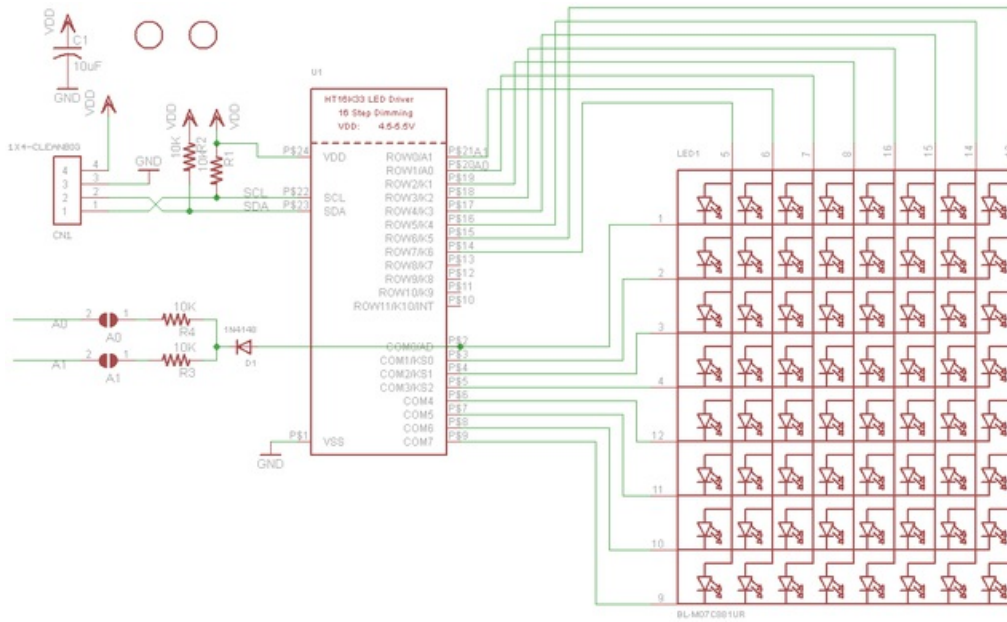 VDD
C1
10uF
GND
VDD
1X4-CLEANBIG
4
3
2
1
CN1
GND
VDD
VDD
10K
R2
10K
R1
SCL
SDA
U1
HT16K33 LED Driver
16 Step Dimming
VDD: 4.5-5.5V
P$24
VDD
P$22
SCL
P$23
SDA
ROW0/A1
P$21
A1
ROW1/A0
P$20
A0
ROW2/K1
P$19
ROW3/K2
P$18
ROW4/K3
P$17
ROW5/K4
P$16
ROW6/K5
P$15
ROW7/K6
P$14
ROW8/K7
P$13
ROW9/K8
P$12
ROW10/K9
P$11
ROW11/K10/INT
P$10
COM0/AD
P$2
COM1/KS0
P$3
COM2/KS1
P$4
COM3/KS2
P$5
COM4
P$6
COM5
P$7
COM6
P$8
COM7
P$9
P$1
VSS
GND
A0
2
1
A0
10K
R4
A1
2
1
A1
10K
R3
1N4148
D1
LED1
5
6
7
8
16
15
14
1
2
3
4
12
11
10
9
BL-M07C881UR